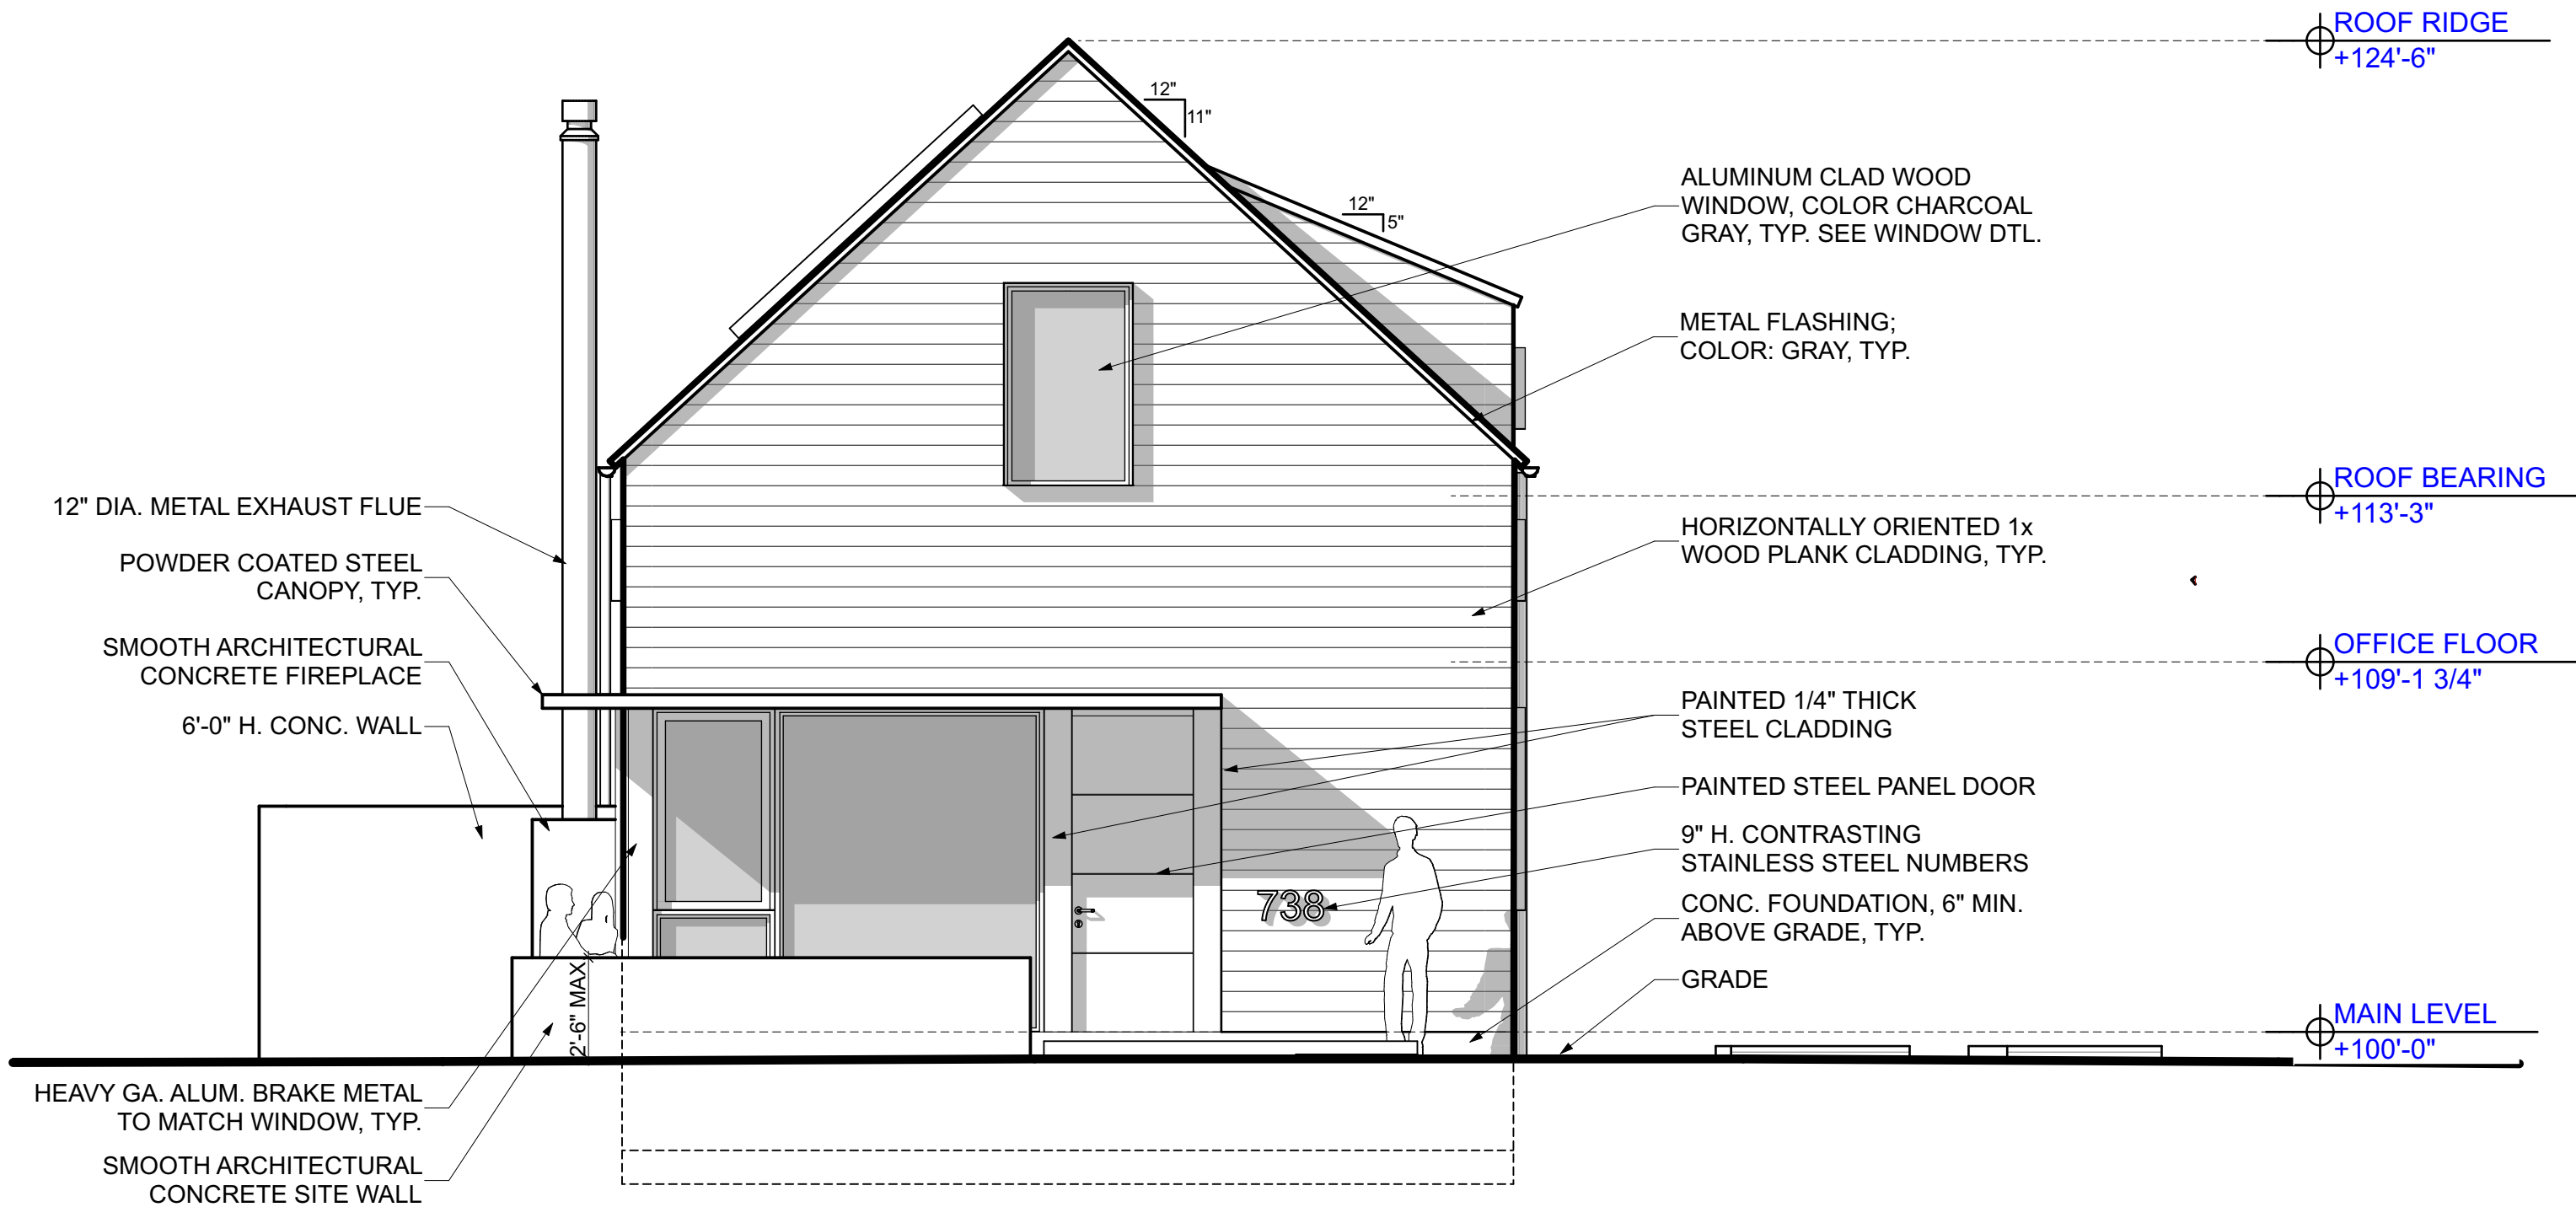 ROOF RIDGE
+124'-6"
12"
11"
ALUMINUM CLAD WOOD
WINDOW, COLOR CHARCOAL
GRAY, TYP. SEE WINDOW DTL.
12"
5"
METAL FLASHING;
COLOR: GRAY, TYP.
ROOF BEARING
+113'-3"
12" DIA. METAL EXHAUST FLUE
HORIZONTALLY ORIENTED 1x
WOOD PLANK CLADDING, TYP.
POWDER COATED STEEL
CANOPY, TYP.
OFFICE FLOOR
+109'-1 3/4"
SMOOTH ARCHITECTURAL
CONCRETE FIREPLACE
6'-0" H. CONC. WALL
PAINTED 1/4" THICK
STEEL CLADDING
PAINTED STEEL PANEL DOOR
9" H. CONTRASTING
STAINLESS STEEL NUMBERS
738
CONC. FOUNDATION, 6" MIN.
ABOVE GRADE, TYP.
GRADE
2'-6" MAX.
MAIN LEVEL
+100'-0"
HEAVY GA. ALUM. BRAKE METAL
TO MATCH WINDOW, TYP.
SMOOTH ARCHITECTURAL
CONCRETE SITE WALL